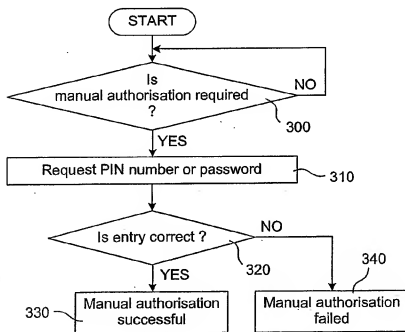 START
Is
manual authorisation required
?
NO
300
YES
Request PIN number or password
310
Is entry correct ?
NO
320
YES
340
330
Manual authorisation
successful
Manual authorisation
failed